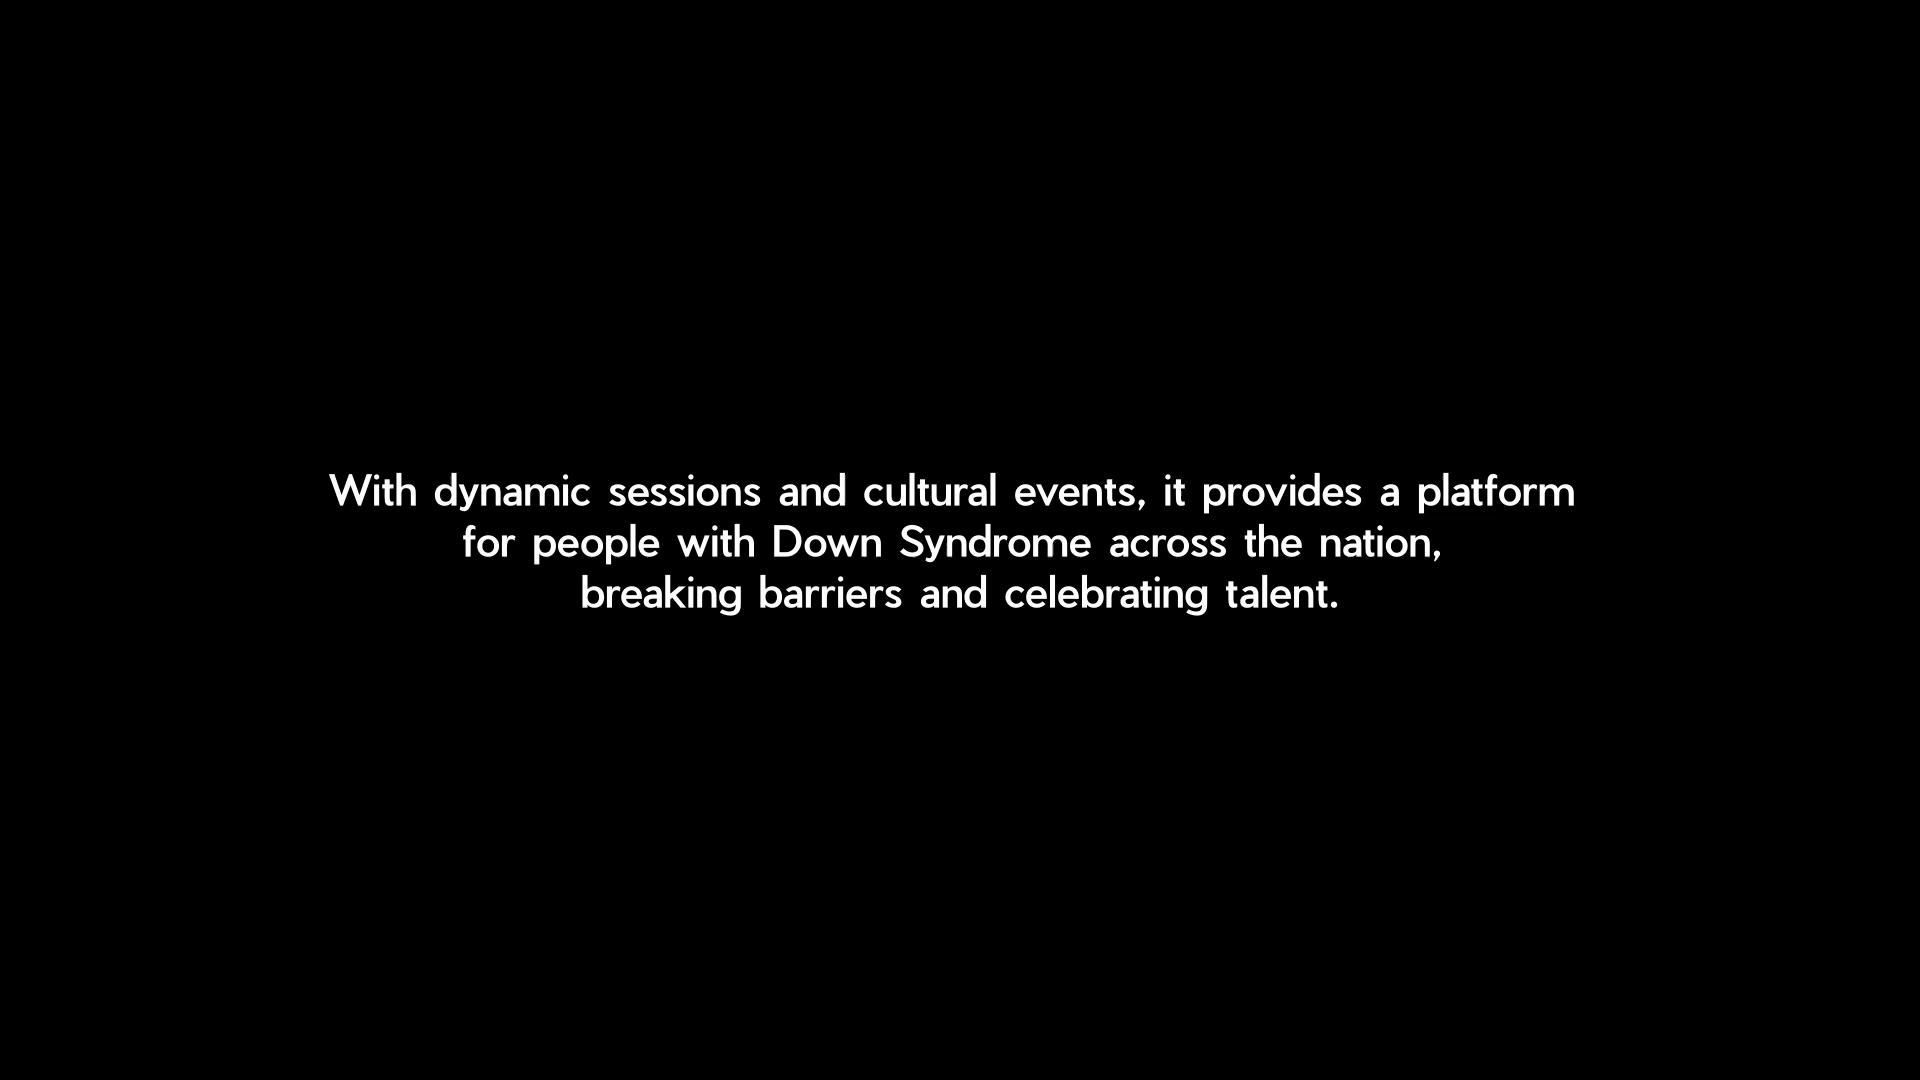 With dynamic sessions and cultural events, it provides a platform
for people with Down Syndrome across the nation,
breaking barriers and celebrating talent.